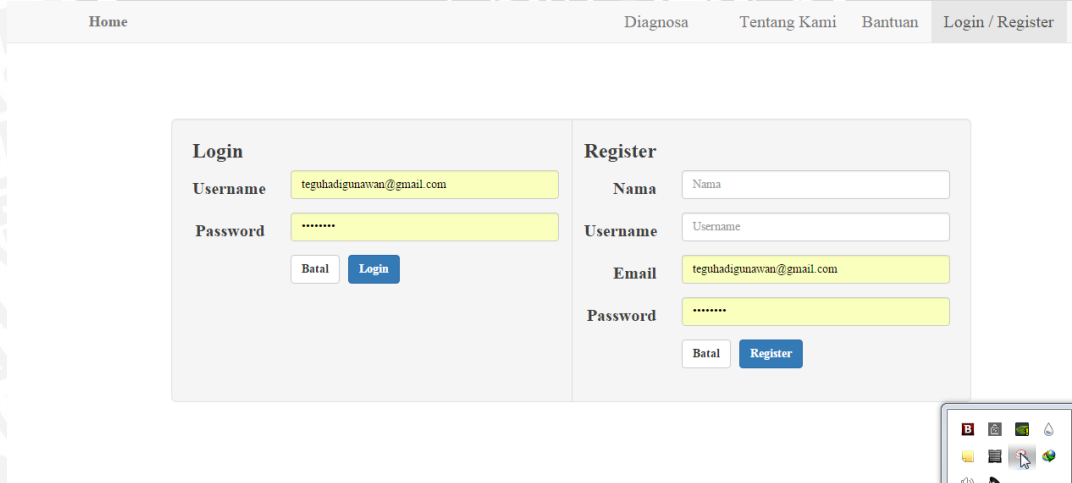 Home Diagnosa Tentang Kami Bantuan Login / Register
Login
Username teguhadigunawan@gmail.com
Password ••••••••
Batal Login
Register
Nama Nama
Username Username
Email teguhadigunawan@gmail.com
Password ••••••••
Batal Register
B